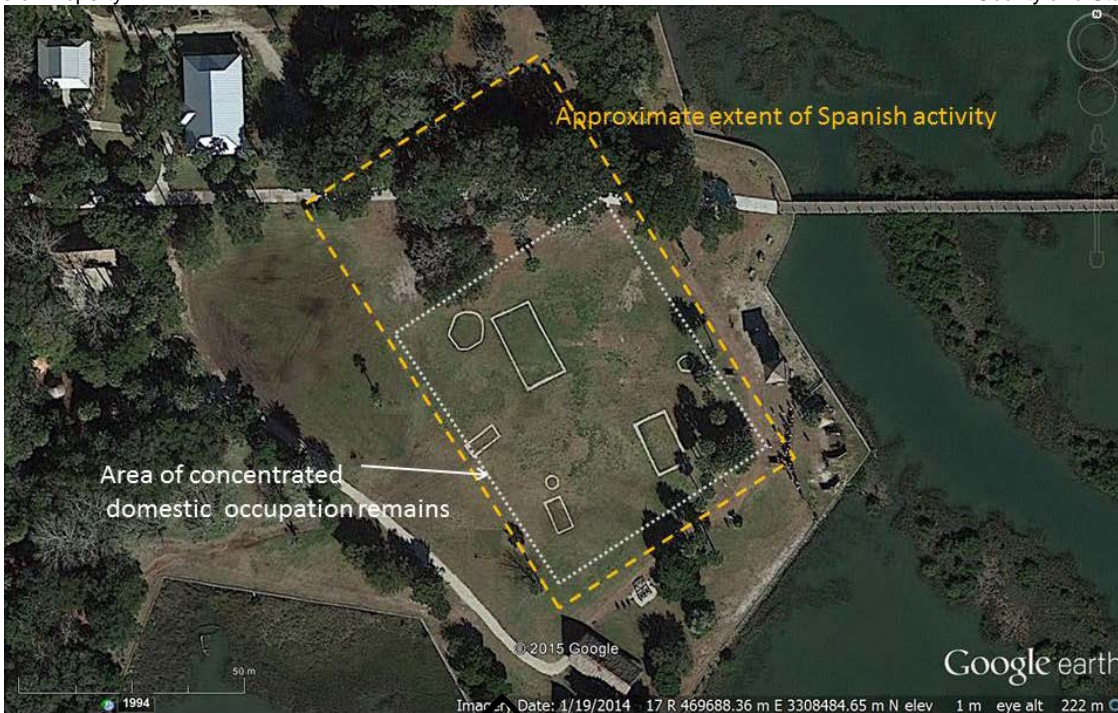 N
Approximate extent of Spanish activity
Area of concentrated
domestic occupation remains
© 2015 Google
Google earth
50 m
1994
Imagery Date: 1/19/2014 17 R 469688.36 m E 3308484.65 m N elev 1 m eye alt 222 m